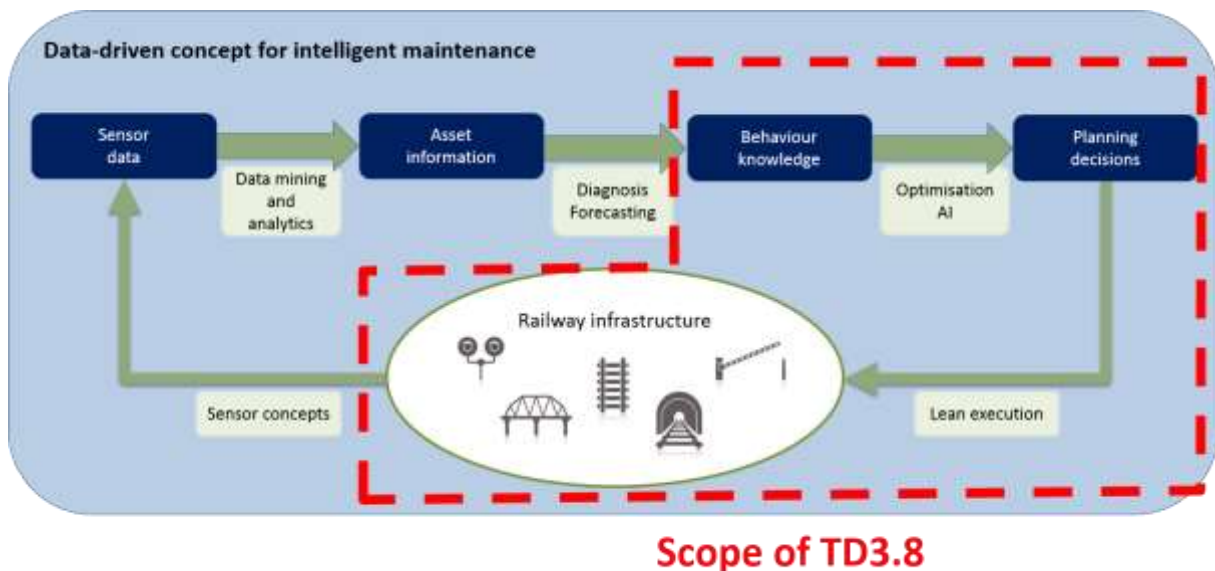 Data-driven concept for intelligent maintenance
Sensor
data
Asset
information
Behaviour
knowledge
Planning
decisions
Data mining
and
analytics
Diagnosis
Forecasting
Optimisation
AI
Railway infrastructure
Sensor concepts
Lean execution
Scope of TD3.8